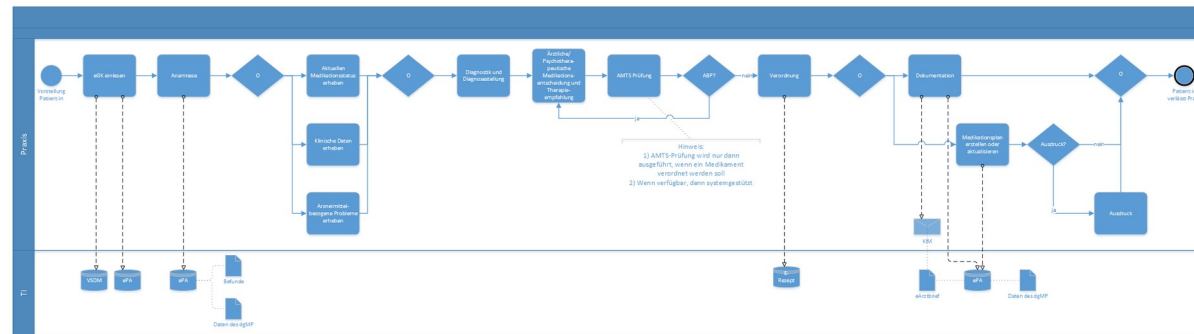 Praxis
Vorstellung
Patient:in
eGK einlesen
Anamnese
O
Aktuellen
Medikationsstatus
erheben
Klinische Daten
erheben
Arzneimittel-
bezogene Probleme
erheben
O
Diagnostik und
Diagnosestellung
Ärztliche/
Psychothera-
peutische
Medikations-
entscheidung und
Therapie-
empfehlung
AMTS Prüfung
ABP?
nein
ja
Hinweis:
1) AMTS-Prüfung wird nur dann
ausgeführt, wenn ein Medikament
verordnet werden soll
2) Wenn verfügbar, dann systemgestützt
Verordnung
O
Dokumentation
Medikationsplan
erstellen oder
aktualisieren
Ausdruck?
nein
ja
Ausdruck
O
verlässt
KIM
TI
VSDM
ePA
ePA
Befunde
Daten des dgMP
E-
Rezept
eArztbrief
ePA
Daten des dgMP